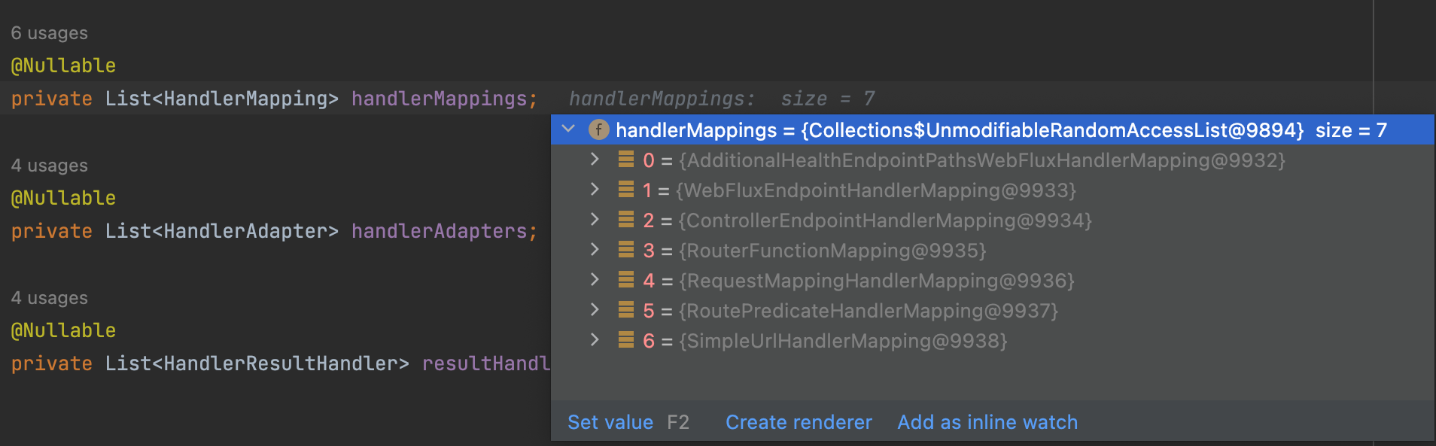 6 usages
@Nullable
private List<HandlerMapping> handlerMappings; handlerMappings: size = 7
f handlerMappings = {Collections$UnmodifiableRandomAccessList@9894} size = 7
0 = {AdditionalHealthEndpointPathsWebFluxHandlerMapping@9932}
4 usages
1 = {WebFluxEndpointHandlerMapping@9933}
@Nullable
2 = {ControllerEndpointHandlerMapping@9934}
private List<HandlerAdapter> handlerAdapters;
3 = {RouterFunctionMapping@9935}
4 = {RequestMappingHandlerMapping@9936}
4 usages
5 = {RoutePredicateHandlerMapping@9937}
@Nullable
6 = {SimpleUrlHandlerMapping@9938}
private List<HandlerResultHandler> resultHandl
Set value F2 Create renderer Add as inline watch